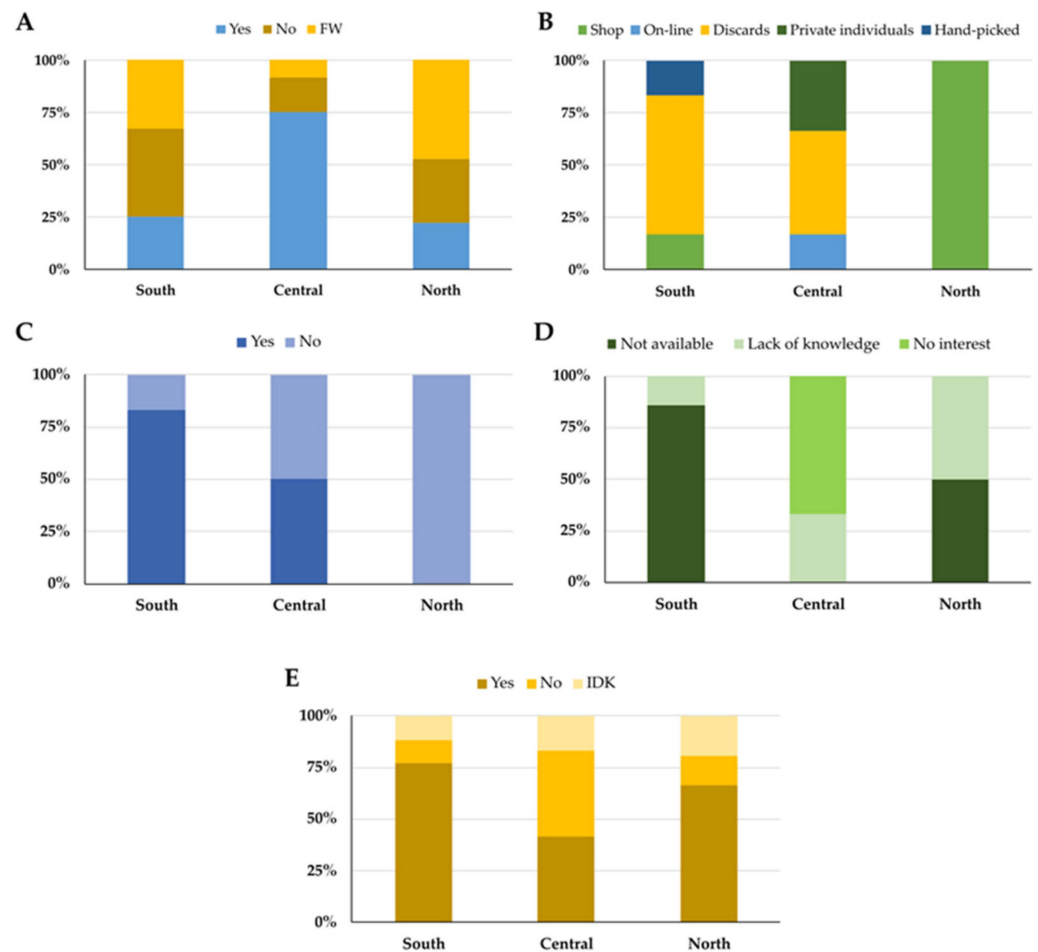 A
Yes No FW
100%
75%
50%
25%
0%
South Central North
B
Shop On-line Discards Private individuals Hand-picked
100%
75%
50%
25%
0%
South Central North
C
Yes No
100%
75%
50%
25%
0%
South Central North
D
Not available Lack of knowledge No interest
100%
75%
50%
25%
0%
South Central North
E
Yes No IDK
100%
75%
50%
25%
0%
South Central North